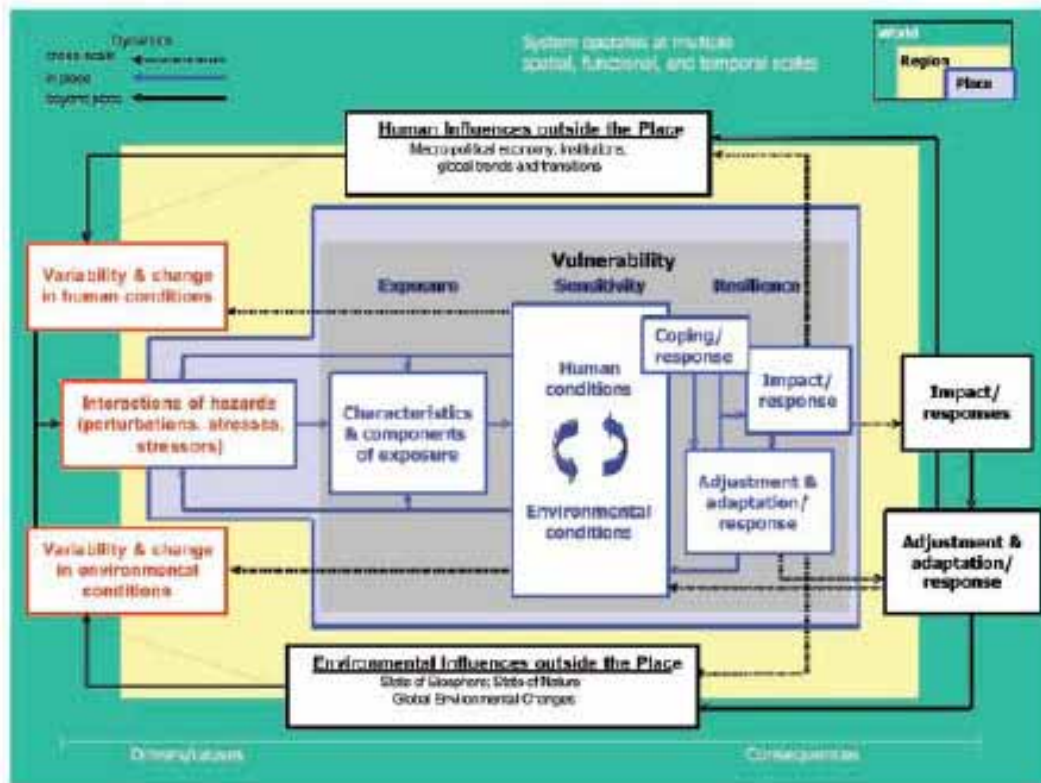 Dynamics
cross-scale
in place
beyond place
System operates at multiple
spatial, functional, and temporal scales
World
Region
Place
Human Influences outside the Place
Macro-political economy, institutions,
global trends and transitions
Variability & change
in human conditions
Vulnerability
Exposure
Sensitivity
Resilience
Interactions of hazards
(perturbations, stresses,
stressors)
Characteristics
& components
of exposure
Human
conditions
Environmental
conditions
Coping/
response
Impact/
response
Adjustment &
adaptation/
response
Impact/
responses
Adjustment &
adaptation/
response
Variability & change
in environmental
conditions
Environmental Influences outside the Place
State of Biosphere; State of Nature
Global Environmental Changes
Drivers/causes
Consequences